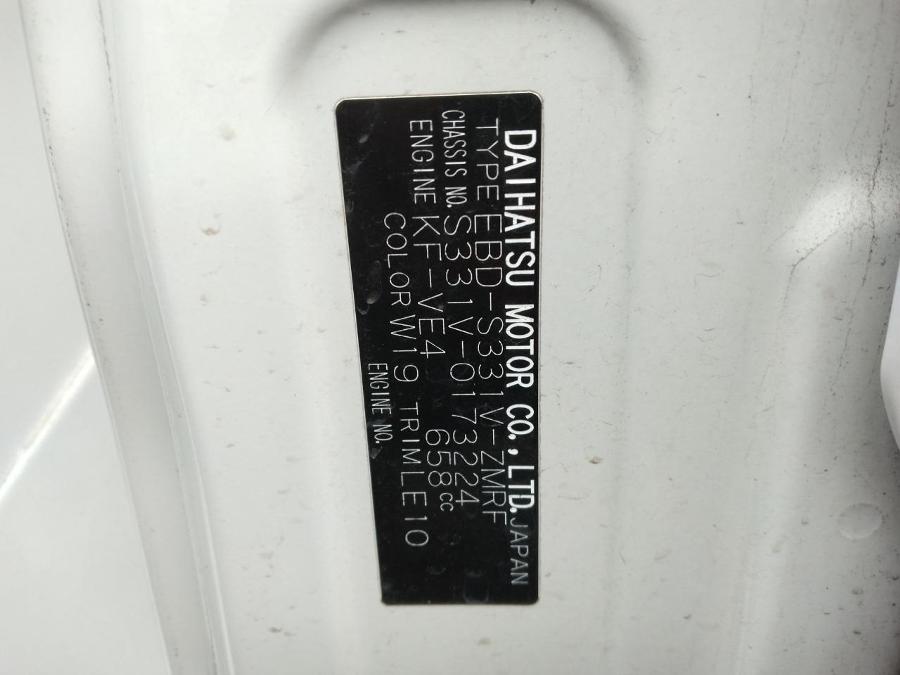 DAIHATSU MOTOR CO., LTD. JAPAN
TYPE EBD-S331V-ZMRF
CHASSIS NO. S331V-0173224
ENGINE KF-VE4 658cc
COLOR W19 TRIM LE10
ENGINE NO.